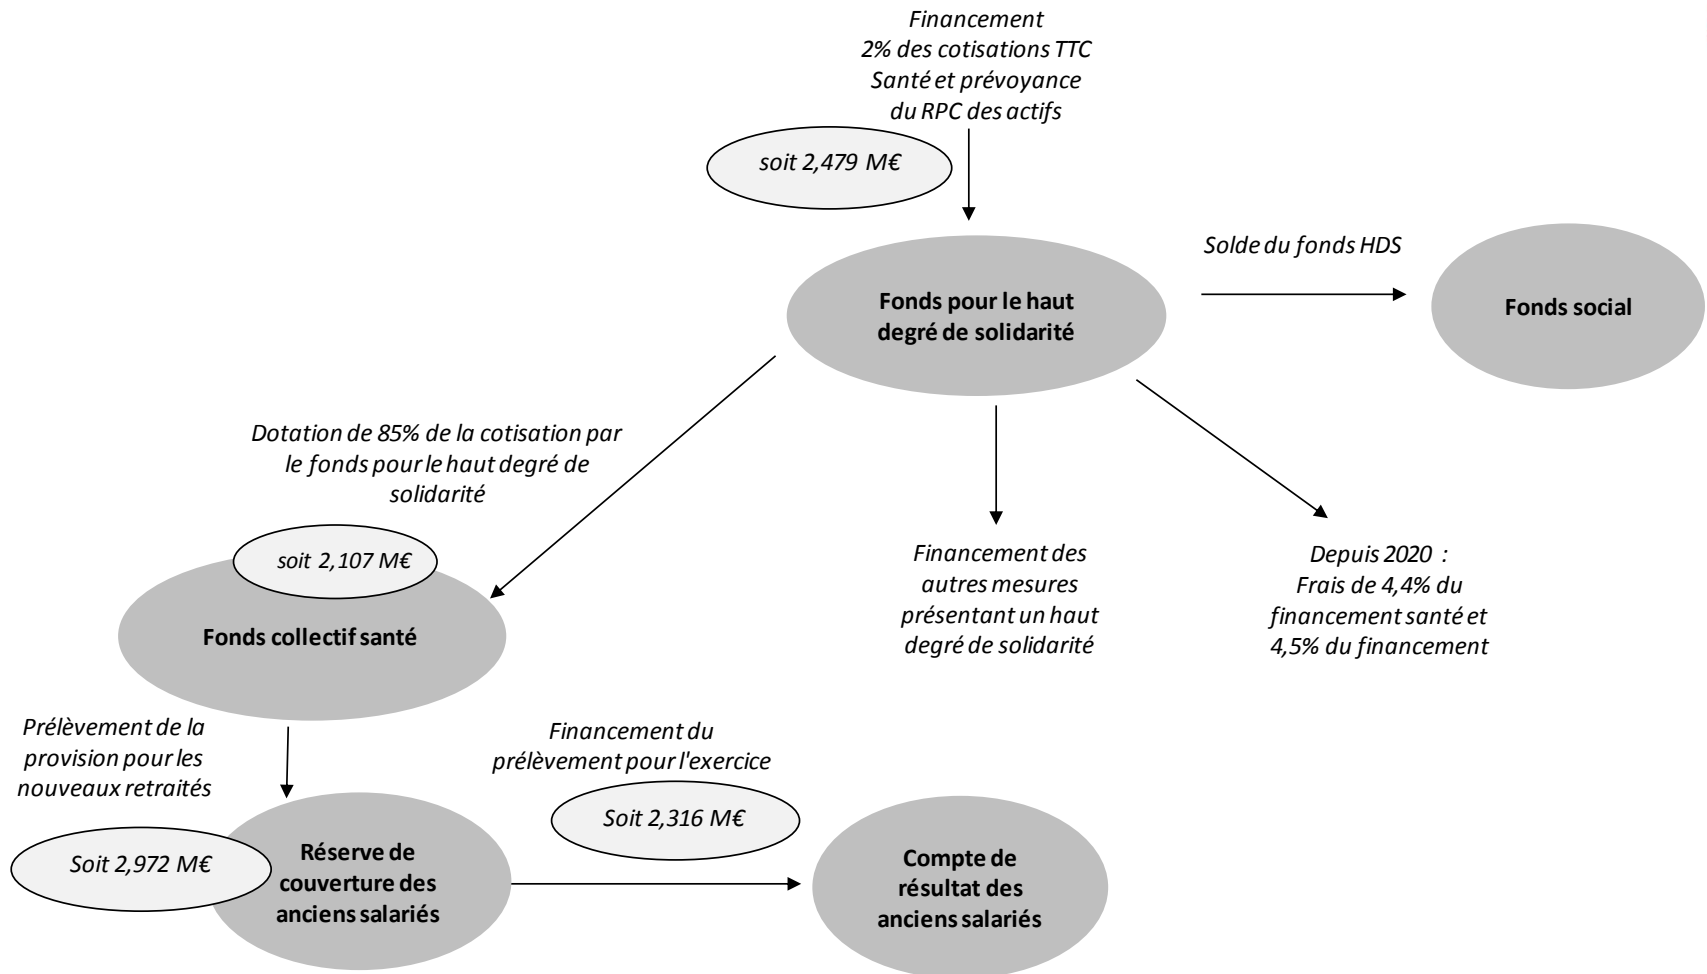 Financement
2% des cotisations TTC
Santé et prévoyance
du RPC des actifs
soit 2,479 M€
Solde du fonds HDS
Fonds pour le haut
degré de solidarité
Fonds social
Dotation de 85% de la cotisation par
le fonds pour le haut degré de
solidarité
soit 2,107 M€
Fonds collectif santé
Financement des
autres mesures
présentant un haut
degré de solidarité
Depuis 2020 :
Frais de 4,4% du
financement santé et
4,5% du financement
Prélèvement de la
provision pour les
nouveaux retraités
Soit 2,972 M€
Réserve de
couverture des
anciens salariés
Financement du
prélèvement pour l'exercice
Soit 2,316 M€
Compte de
résultat des
anciens salariés